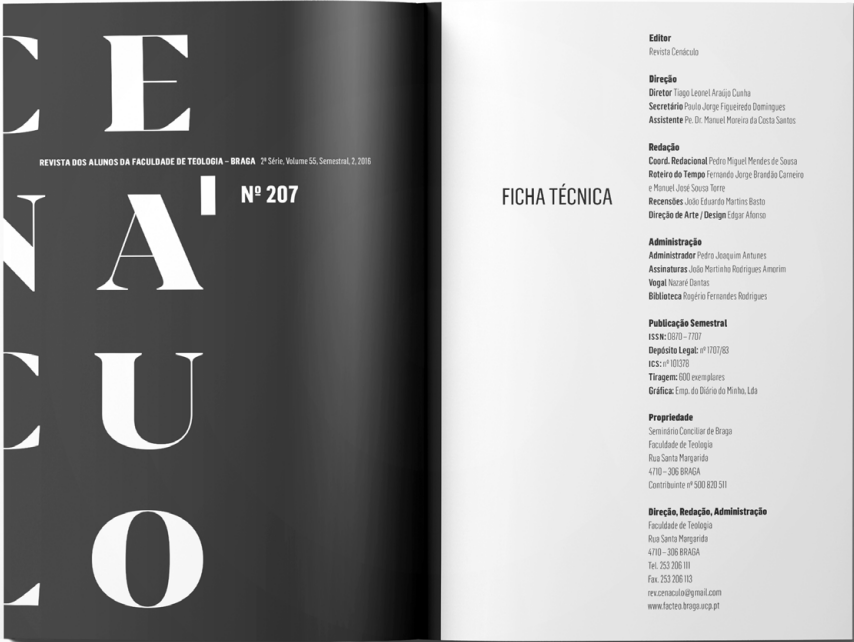 CE
REVISTA DOS ALUNOS DA FACULDADE DE TEOLOGIA – BRAGA 2ª Série, Volume 55, Semestral, 2, 2016
NÁ
Nº 207
CU
LO
FICHA TÉCNICA
Editor
Revista Cenáculo
Direção
Diretor Tiago Leonel Araújo Cunha
Secretário Paulo Jorge Figueiredo Domingues
Assistente Pe. Dr. Manuel Moreira da Costa Santos
Redação
Coord. Redacional Pedro Miguel Mendes de Sousa
Roteiro do Tempo Fernando Jorge Brandão Carneiro
e Manuel José Sousa Torre
Recensões João Eduardo Martins Basto
Direção de Arte / Design Edgar Afonso
Administração
Administrador Pedro Joaquim Antunes
Assinaturas João Martinho Rodrigues Amorim
Vogal Nazaré Dantas
Biblioteca Rogério Fernandes Rodrigues
Publicação Semestral
ISSN: 0870 – 7707
Depósito Legal: nº 1707/83
ICS: nº 101378
Tiragem: 600 exemplares
Gráfica: Emp. do Diário do Minho, Lda
Propriedade
Seminário Conciliar de Braga
Faculdade de Teologia
Rua Santa Margarida
4710 – 306 BRAGA
Contribuinte nº 500 820 511
Direção, Redação, Administração
Faculdade de Teologia
Rua Santa Margarida
4710 – 306 BRAGA
Tel. 253 206 111
Fax. 253 206 113
rev.cenaculo@gmail.com
www.facteo.braga.ucp.pt